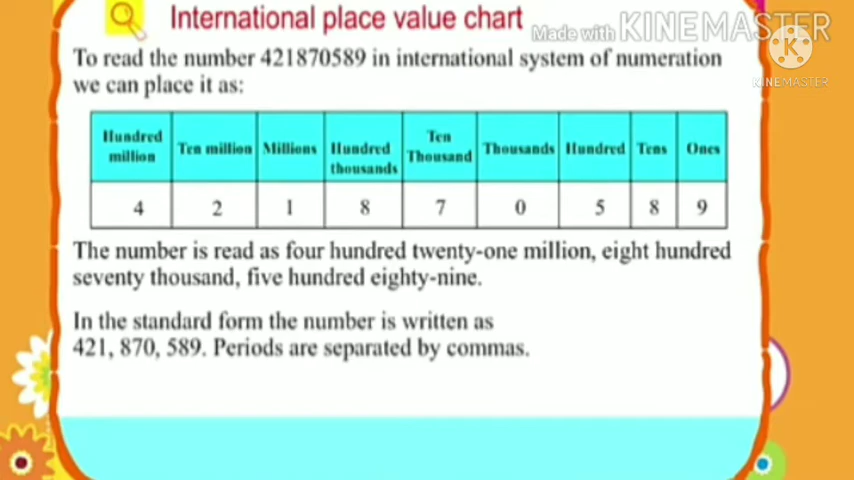 International place value chart
Made with KINEMASTER
K
KINEMASTER
To read the number 421870589 in international system of numeration
we can place it as:
Hundred million Ten million Millions Hundred thousands Ten Thousand Thousands Hundred Tens Ones
4 2 1 8 7 0 5 8 9
The number is read as four hundred twenty-one million, eight hundred
seventy thousand, five hundred eighty-nine.
In the standard form the number is written as
421, 870, 589. Periods are separated by commas.